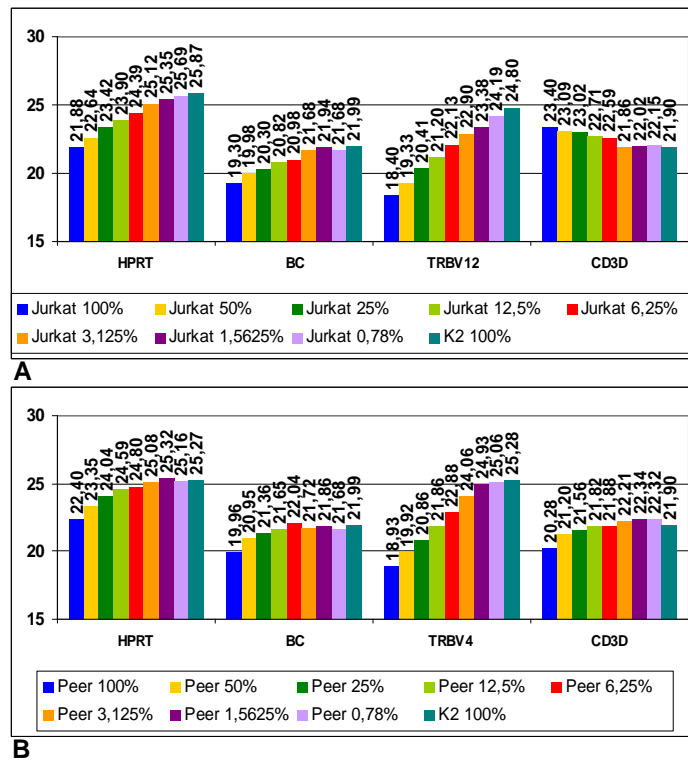 30
25
20
15
21,88 22,64 23,42 23,90 24,39 25,12 25,35 25,69 25,87
19,30 19,98 20,30 20,82 20,98 21,68 21,94 21,68 21,99
18,40 19,33 20,41 21,20 22,13 22,90 23,38 24,19 24,80
23,40 23,09 23,02 22,71 22,59 21,86 22,02 22,15 21,90
HPRT BC TRBV12 CD3D
Jurkat 100% Jurkat 50% Jurkat 25% Jurkat 12,5% Jurkat 6,25%
Jurkat 3,125% Jurkat 1,5625% Jurkat 0,78% K2 100%
A
30
25
20
15
22,40 23,35 24,04 24,59 24,80 25,08 25,32 25,16 25,27
19,96 20,95 21,36 21,65 22,04 21,72 21,86 21,68 21,99
18,93 19,92 20,86 21,86 22,88 24,06 24,93 25,06 25,28
20,28 21,20 21,56 21,82 21,88 22,21 22,34 22,32 21,90
HPRT BC TRBV4 CD3D
Peer 100% Peer 50% Peer 25% Peer 12,5% Peer 6,25%
Peer 3,125% Peer 1,5625% Peer 0,78% K2 100%
B